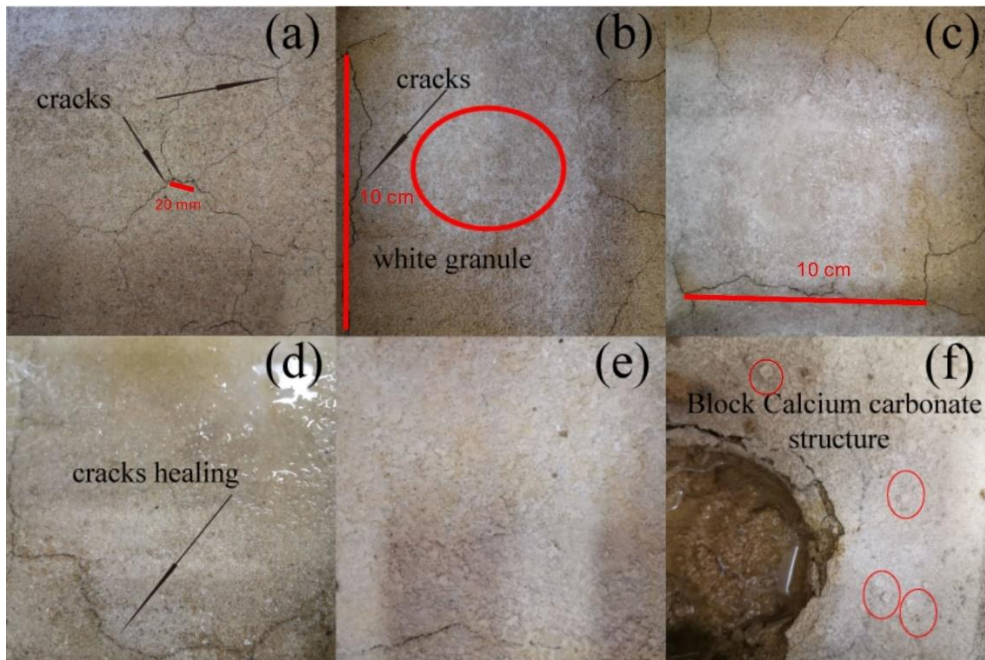 (a)
cracks
20 mm
(b)
cracks
10 cm
white granule
(c)
10 cm
(d)
cracks healing
(e)
(f)
Block Calcium carbonate
structure